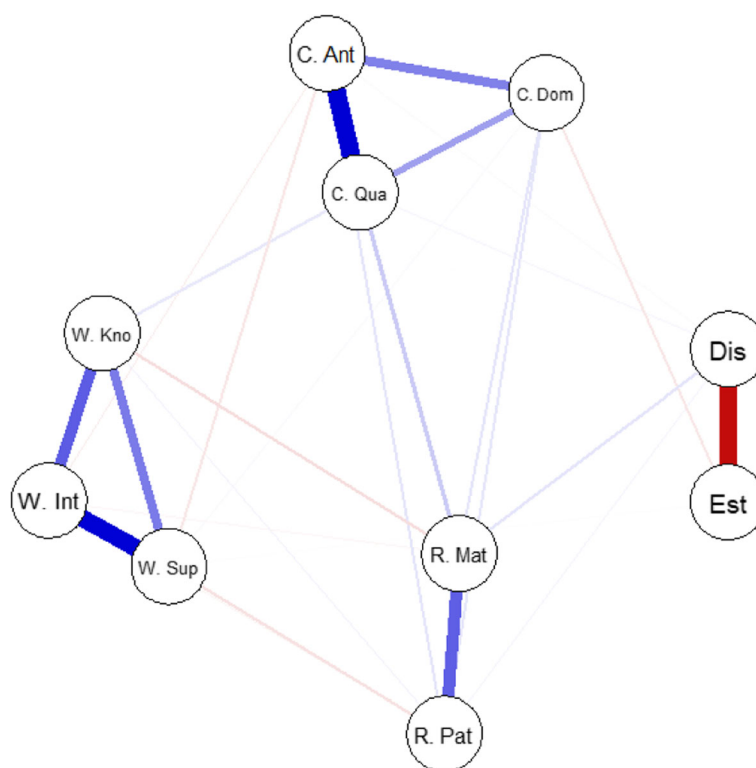 C. Ant
C. Dom
C. Qua
W. Kno
Dis
W. Int
Est
W. Sup
R. Mat
R. Pat